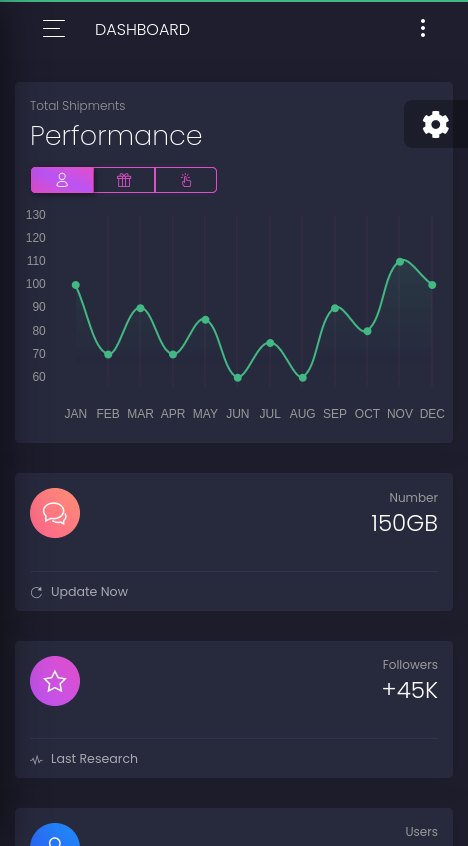 DASHBOARD
Total Shipments
Performance
130
120
110
100
90
80
70
60
JAN FEB MAR APR MAY JUN JUL AUG SEP OCT NOV DEC
Number
150GB
Update Now
Followers
+45K
Last Research
Users